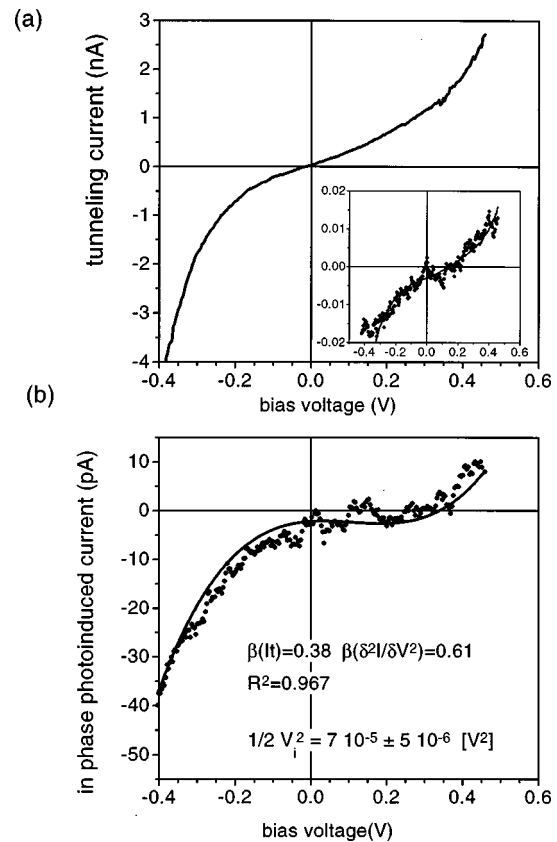 (a)
tunneling current (nA)
3
2
1
0
-1
-2
-3
-4
-0.4 -0.2 0.0 0.2 0.4 0.6
bias voltage (V)
0.02
0.01
0.00
-0.01
-0.02
-0.4 -0.2 0.0 0.2 0.4 0.6
(b)
in phase photoinduced current (pA)
10
0
-10
-20
-30
-40
-50
β(It)=0.38 β(δ²I/δV²)=0.61
R²=0.967
1/2 Vᵢ² = 7 10⁻⁵ ± 5 10⁻⁶ [V²]
-0.4 -0.2 0.0 0.2 0.4 0.6
bias voltage(V)